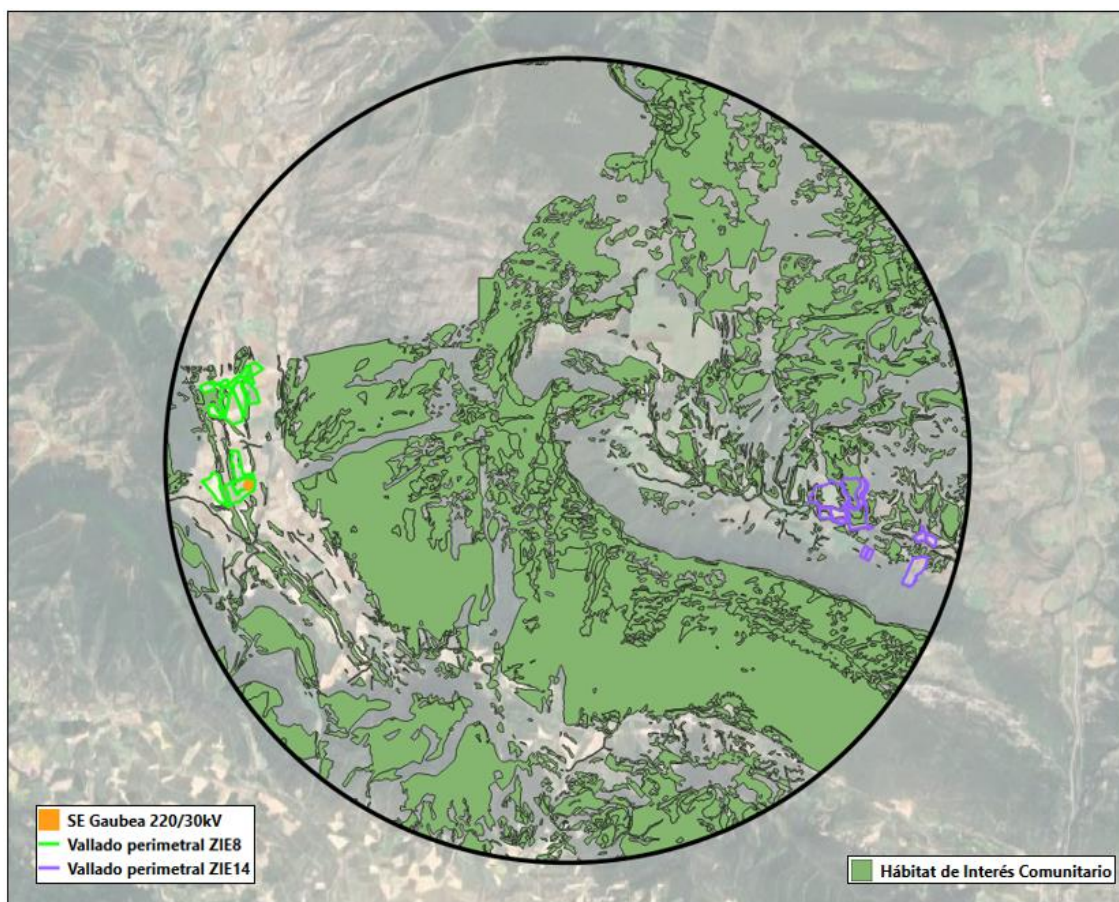 SE Gaubea 220/30kV
Vallado perimetral ZIE8
Vallado perimetral ZIE14
Hábitat de Interés Comunitario